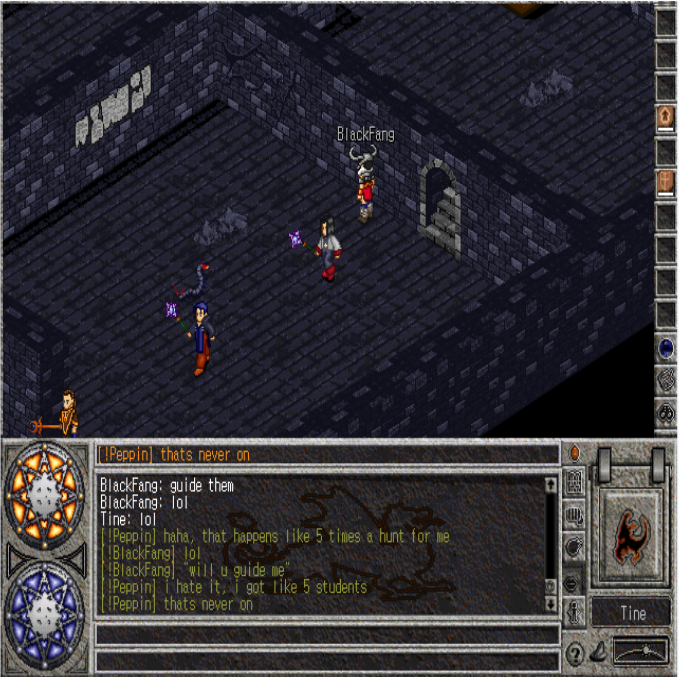 BlackFang
[!Peppin] thats never on
BlackFang: guide them
BlackFang: lol
Tine: lol
[!Peppin] haha, that happens like 5 times a hunt for me
[!BlackFang] lol
[!BlackFang] "will u guide me"
[!Peppin] i hate it, i got like 5 students
[!Peppin] thats never on
Tine
?